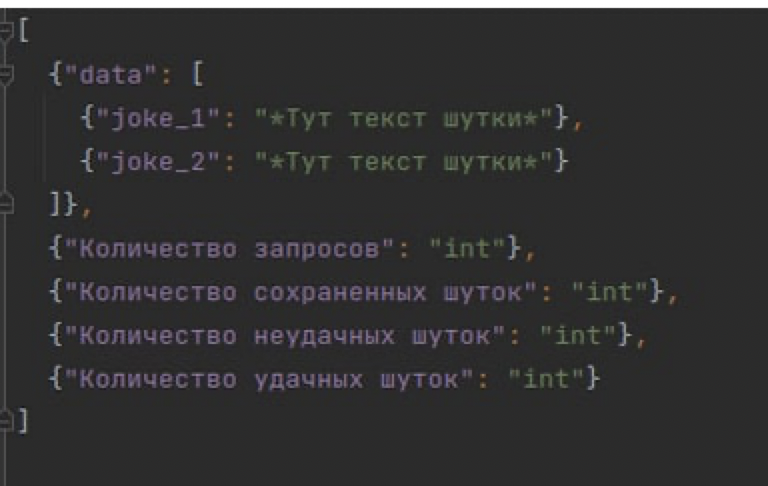 [
{"data": [
{"joke_1": "*Тут текст шутки*"},
{"joke_2": "*Тут текст шутки*"}
]},
{"Количество запросов": "int"},
{"Количество сохраненных шуток": "int"},
{"Количество неудачных шуток": "int"},
{"Количество удачных шуток": "int"}
]